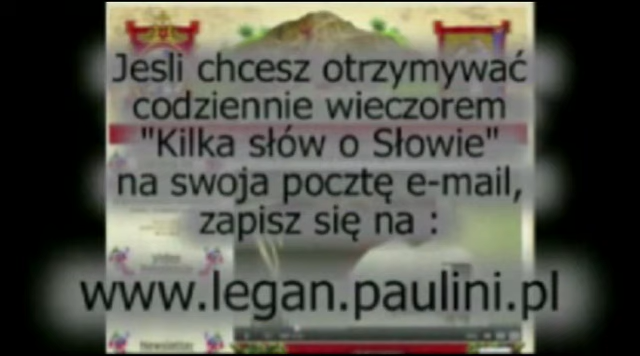 Jesli chcesz otrzymywać
codziennie wieczorem
"Kilka słów o Słowie"
na swoja pocztę e-mail,
zapisz się na :
www.legan.paulini.pl
Newsletter